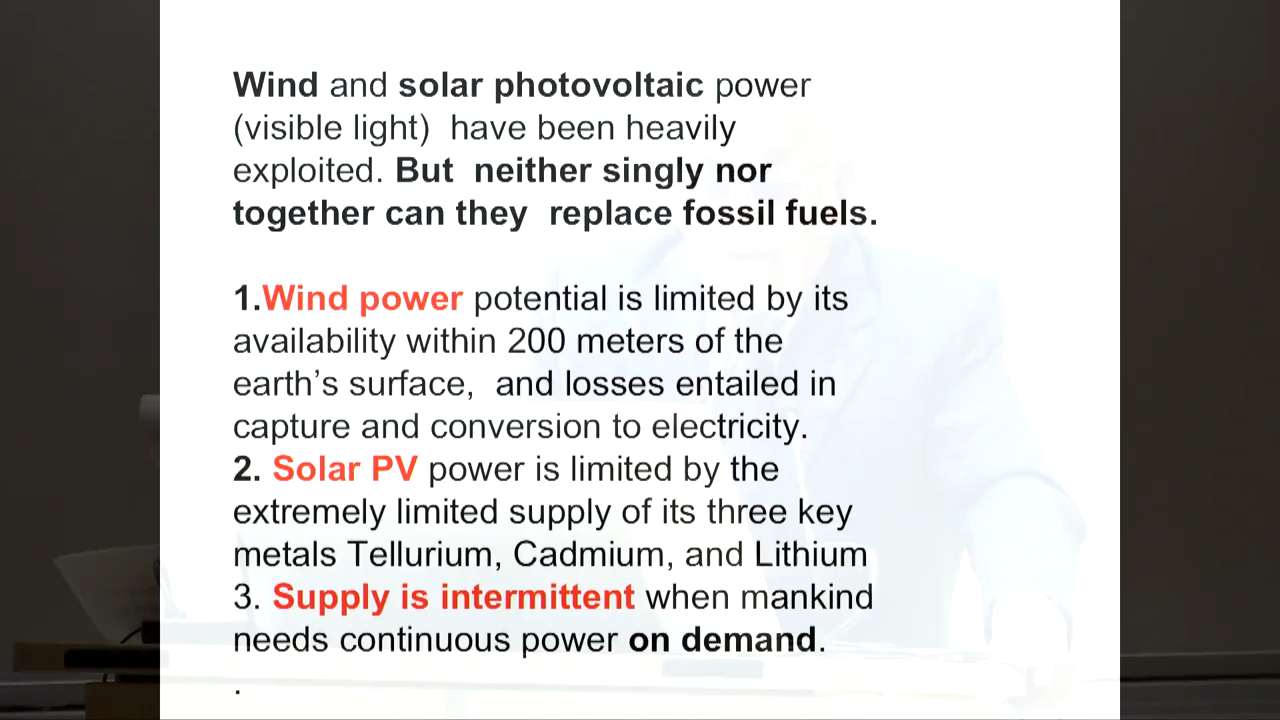 Wind and solar photovoltaic power
(visible light)  have been heavily
exploited. But  neither singly nor
together can they  replace fossil fuels.
1.Wind power potential is limited by its
availability within 200 meters of the
earth’s surface,  and losses entailed in
capture and conversion to electricity.
2. Solar PV power is limited by the
extremely limited supply of its three key
metals Tellurium, Cadmium, and Lithium
3. Supply is intermittent when mankind
needs continuous power on demand.
.